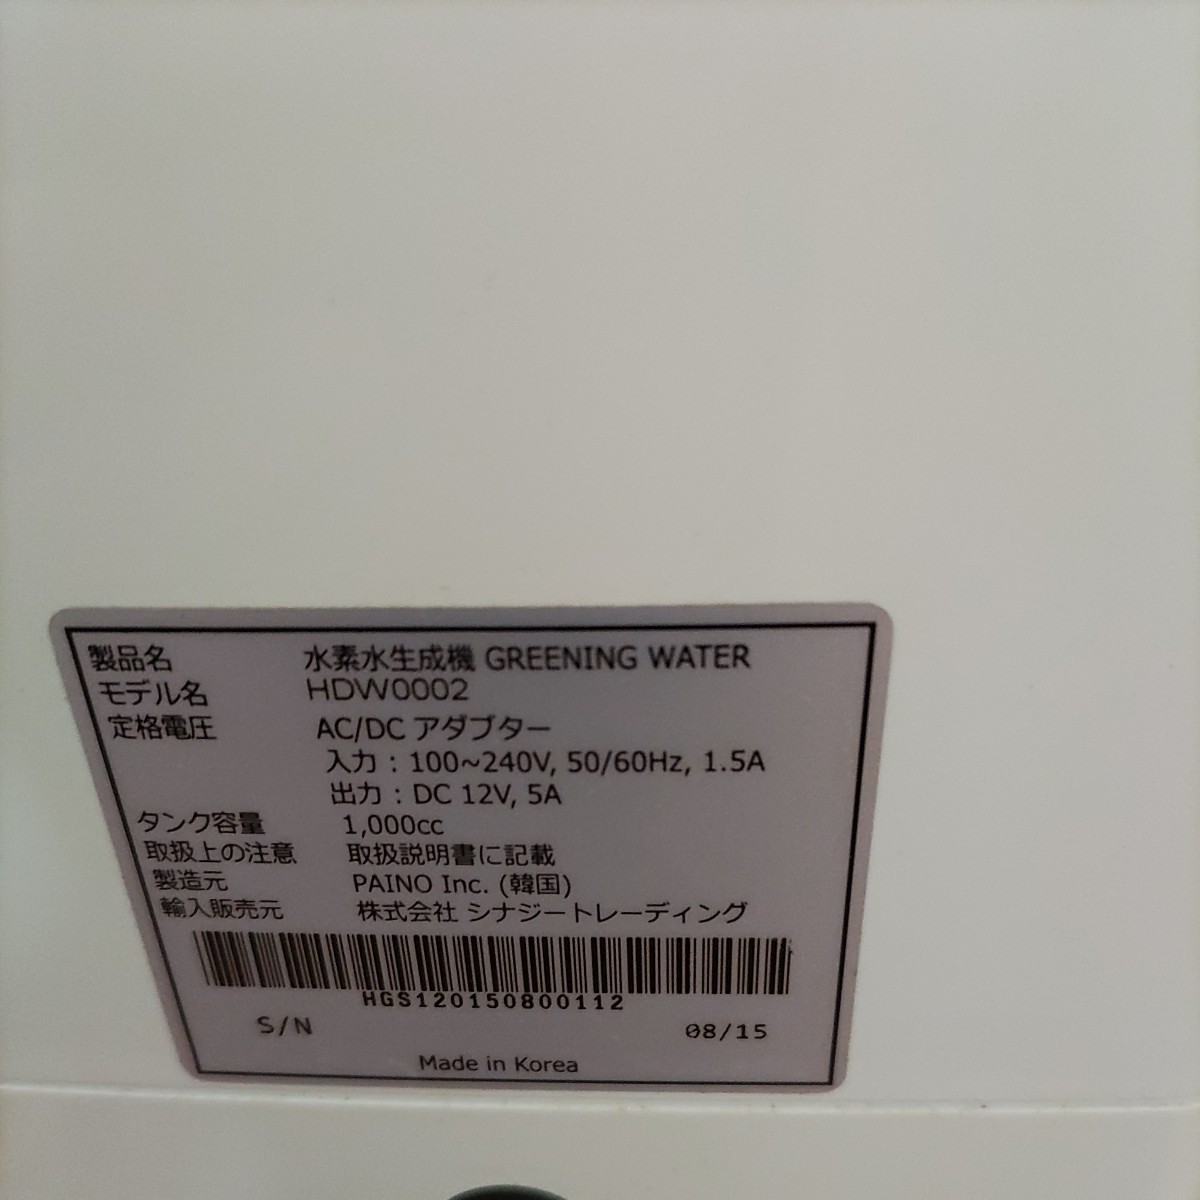 製品名 水素水生成機 GREENING WATER
モデル名 HDW0002
定格電圧 AC/DC アダプター
入力 : 100~240V, 50/60Hz, 1.5A
出力 : DC 12V, 5A
タンク容量 1,000cc
取扱上の注意 取扱説明書に記載
製造元 PAINO Inc. (韓国)
輸入販売元 株式会社 シナジートレーディング
HGS120150800112
S/N 08/15
Made in Korea